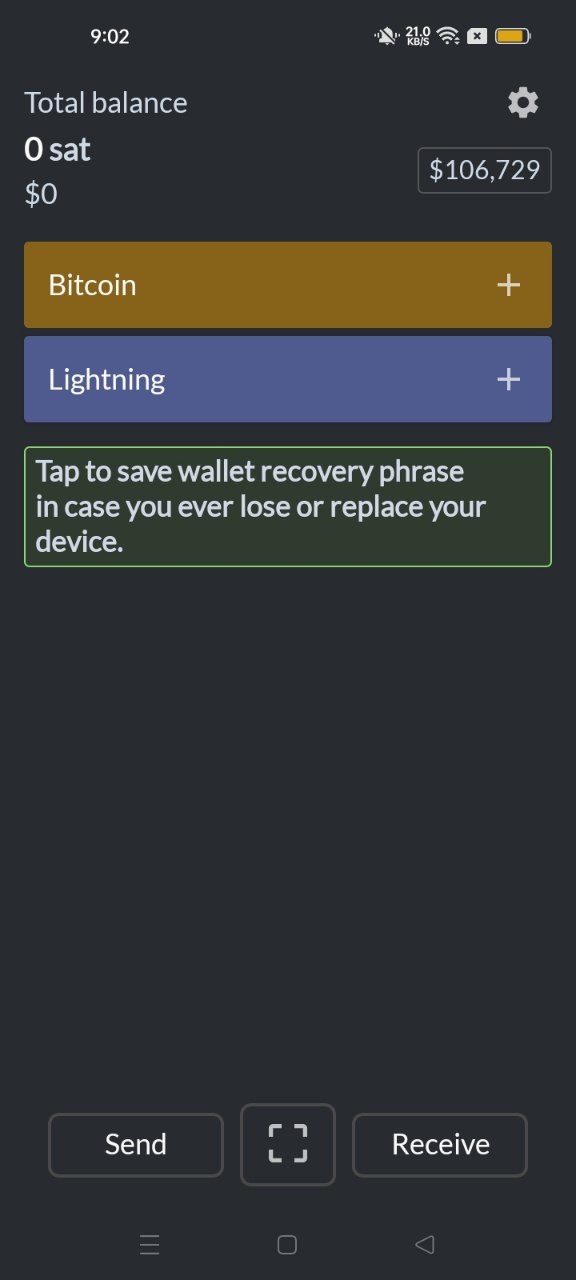 9:02
21.0
KB/S
Total balance
0 sat
$106,729
$0
Bitcoin +
Lightning +
Tap to save wallet recovery phrase
in case you ever lose or replace your
device.
Send
Receive